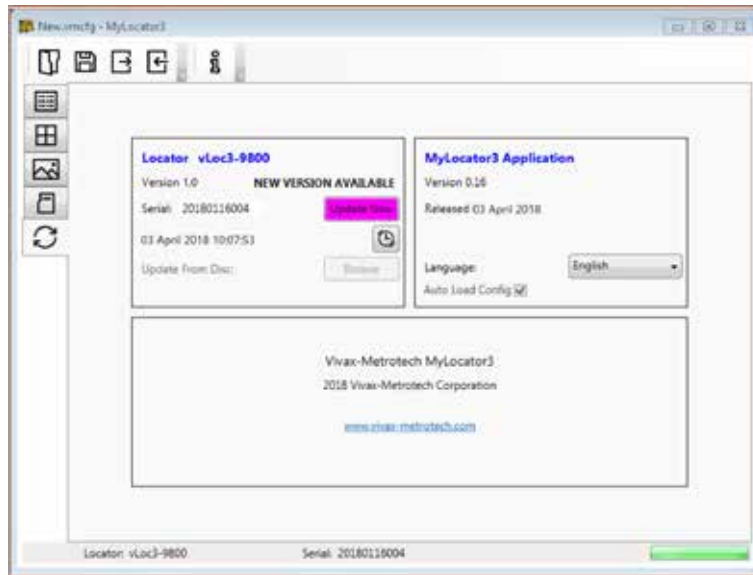 New.vmcfg - MyLocator3
Locator vLoc3-9800
Version 1.0 NEW VERSION AVAILABLE
Serial: 20180116004 Update Now
03 April 2018 10:07:53
Update From Disc: Browse
MyLocator3 Application
Version 0.16
Released 03 April 2018
Language: English
Auto Load Config
Vivax-Metrotech MyLocator3
2018 Vivax-Metrotech Corporation
www.vivax-metrotech.com
Locator: vLoc3-9800 Serial: 20180116004